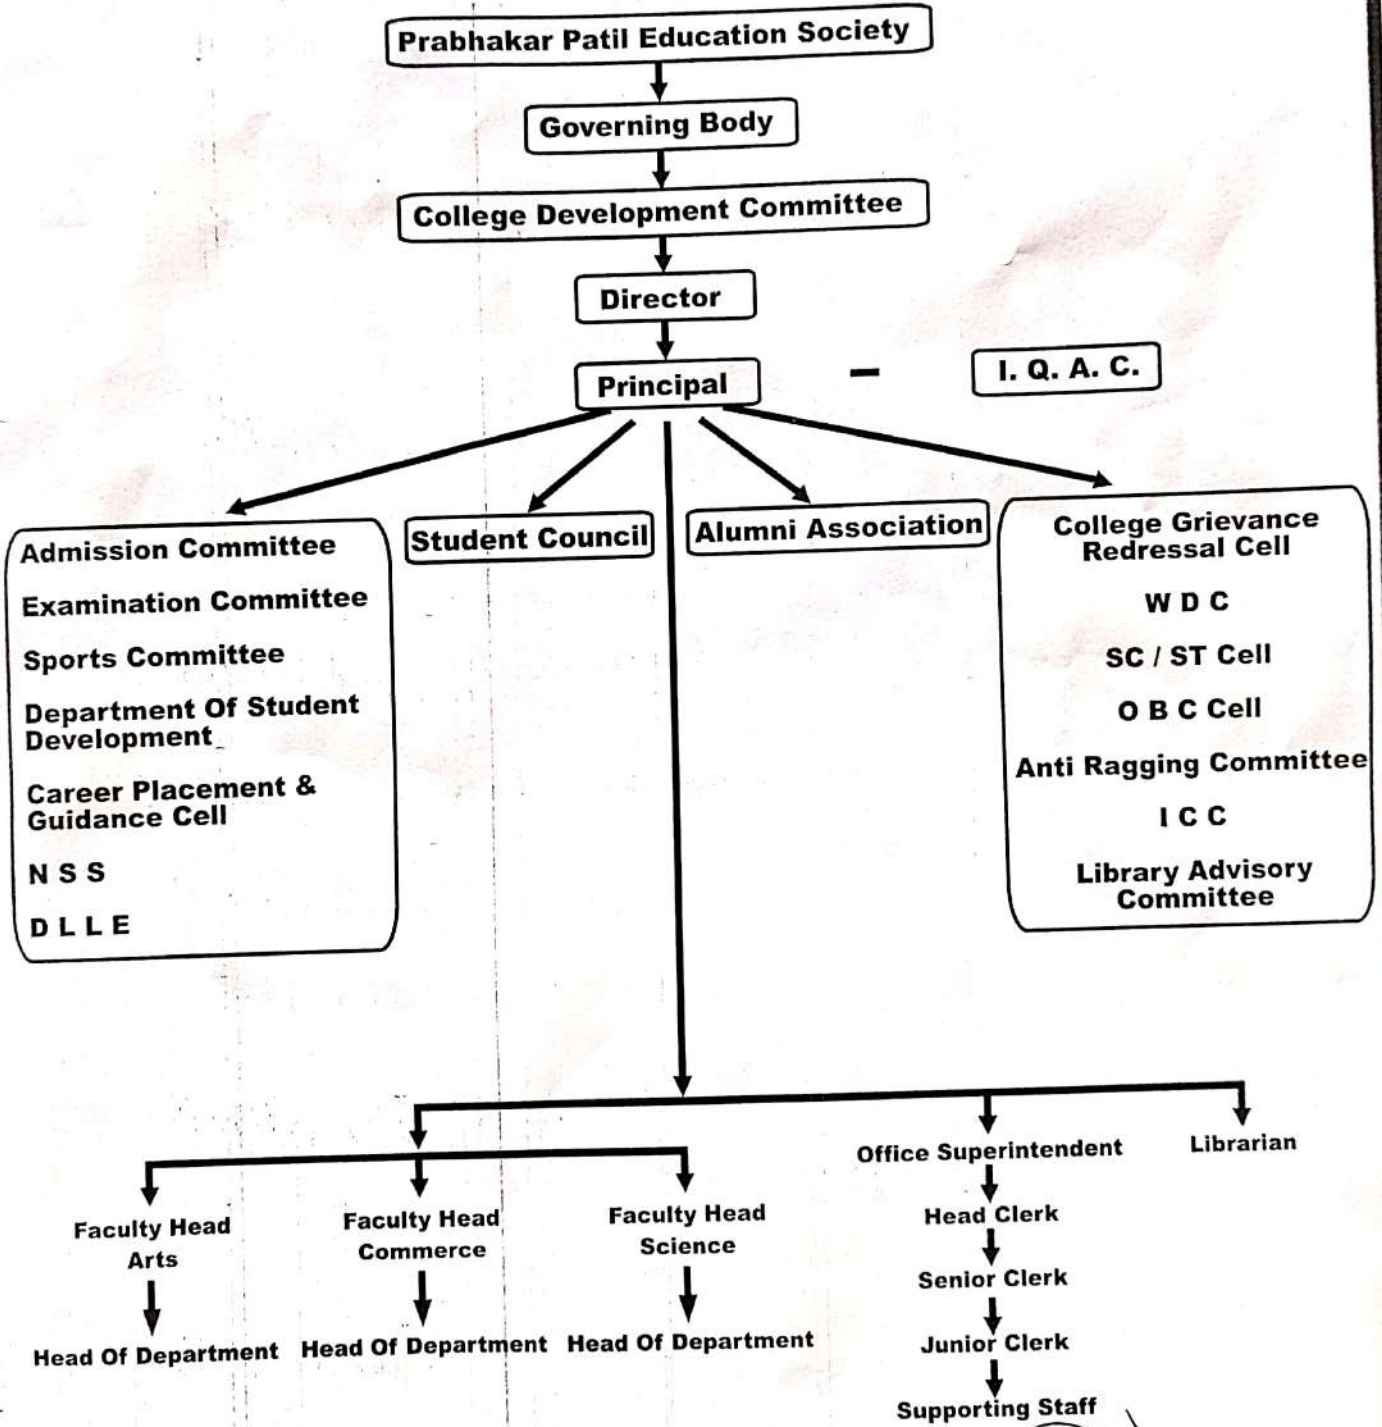 Prabhakar Patil Education Society
Governing Body
College Development Committee
Director
Principal
I. Q. A. C.
Admission Committee
Examination Committee
Sports Committee
Department Of Student
Development
Career Placement &
Guidance Cell
N S S
D L L E
Student Council
Alumni Association
College Grievance
Redressal Cell
W D C
SC / ST Cell
O B C Cell
Anti Ragging Committee
I C C
Library Advisory
Committee
Faculty Head
Arts
Head Of Department
Faculty Head
Commerce
Head Of Department
Faculty Head
Science
Head Of Department
Office Superintendent
Head Clerk
Senior Clerk
Junior Clerk
Supporting Staff
Librarian